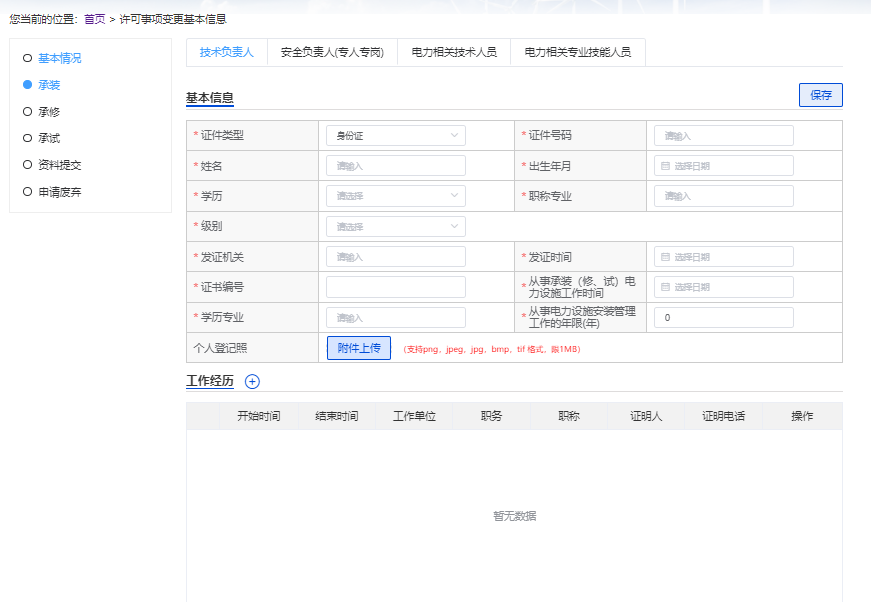 您当前的位置：首页 > 许可事项变更基本信息
基本情况
承装
承修
承试
资料提交
申请废弃
技术负责人 安全负责人(专人专岗) 电力相关技术人员 电力相关专业技能人员
基本信息 保存
*证件类型 身份证 *证件号码 请输入
*姓名 请输入 *出生年月 选择日期
*学历 请选择 *职称专业 请输入
*级别 请选择
*发证机关 请输入 *发证时间 选择日期
*证书编号 *从事承装（修、试）电
力设施工作时间 选择日期
*学历专业 请输入 *从事电力设施安装管理
工作的年限(年) 0
个人登记照 附件上传 （支持png，jpeg，jpg，bmp，tif 格式，限1MB）
工作经历
开始时间 结束时间 工作单位 职务 职称 证明人 证明电话 操作
暂无数据